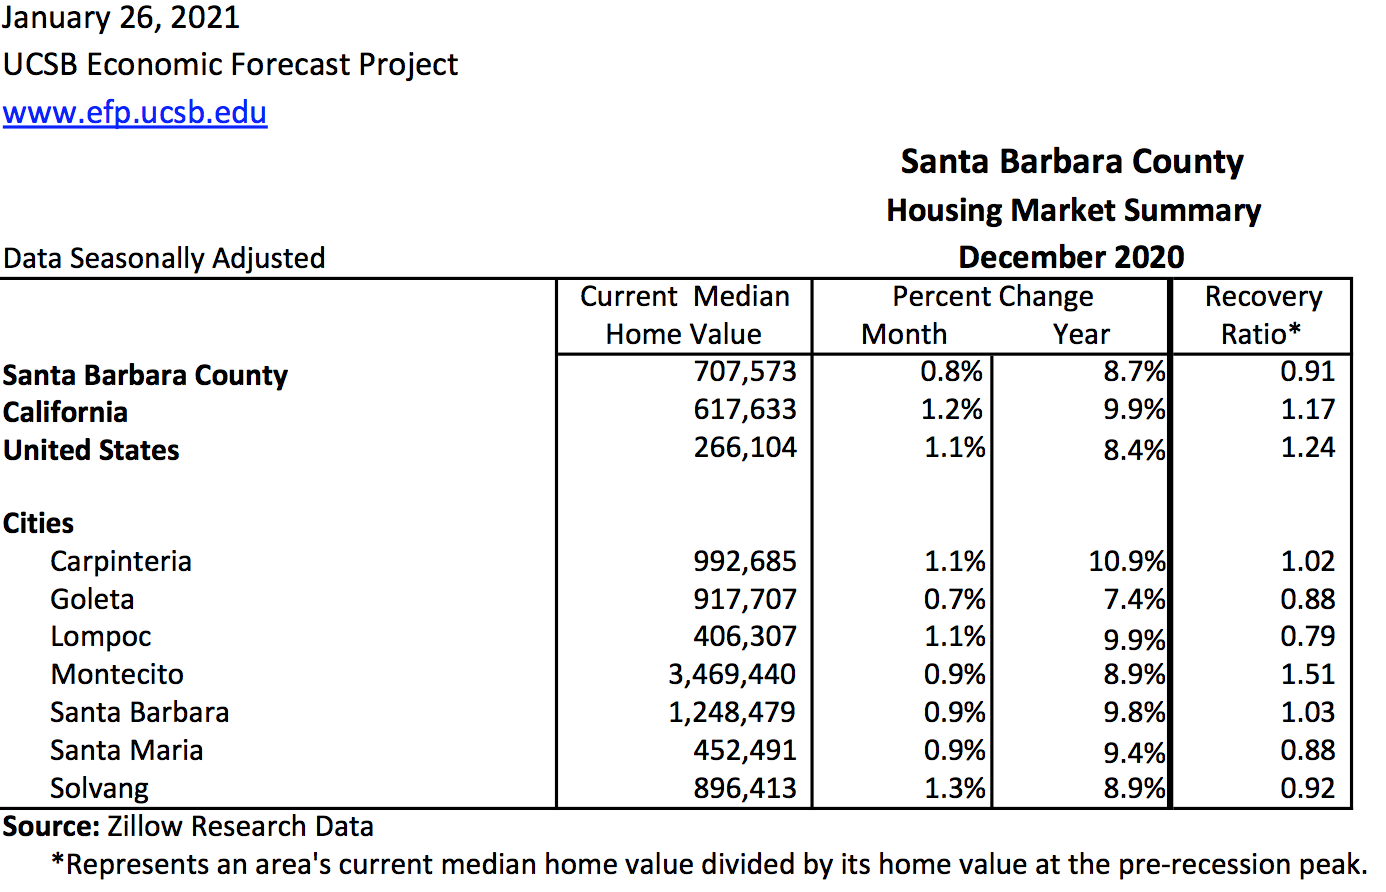 January 26, 2021
UCSB Economic Forecast Project
www.efp.ucsb.edu
Santa Barbara County
Housing Market Summary
Data Seasonally Adjusted December 2020
Current Median Percent Change Recovery
Home Value Month Year Ratio*
Santa Barbara County 707,573 0.8% 8.7% 0.91
California 617,633 1.2% 9.9% 1.17
United States 266,104 1.1% 8.4% 1.24
Cities
Carpinteria 992,685 1.1% 10.9% 1.02
Goleta 917,707 0.7% 7.4% 0.88
Lompoc 406,307 1.1% 9.9% 0.79
Montecito 3,469,440 0.9% 8.9% 1.51
Santa Barbara 1,248,479 0.9% 9.8% 1.03
Santa Maria 452,491 0.9% 9.4% 0.88
Solvang 896,413 1.3% 8.9% 0.92
Source: Zillow Research Data
*Represents an area's current median home value divided by its home value at the pre-recession peak.